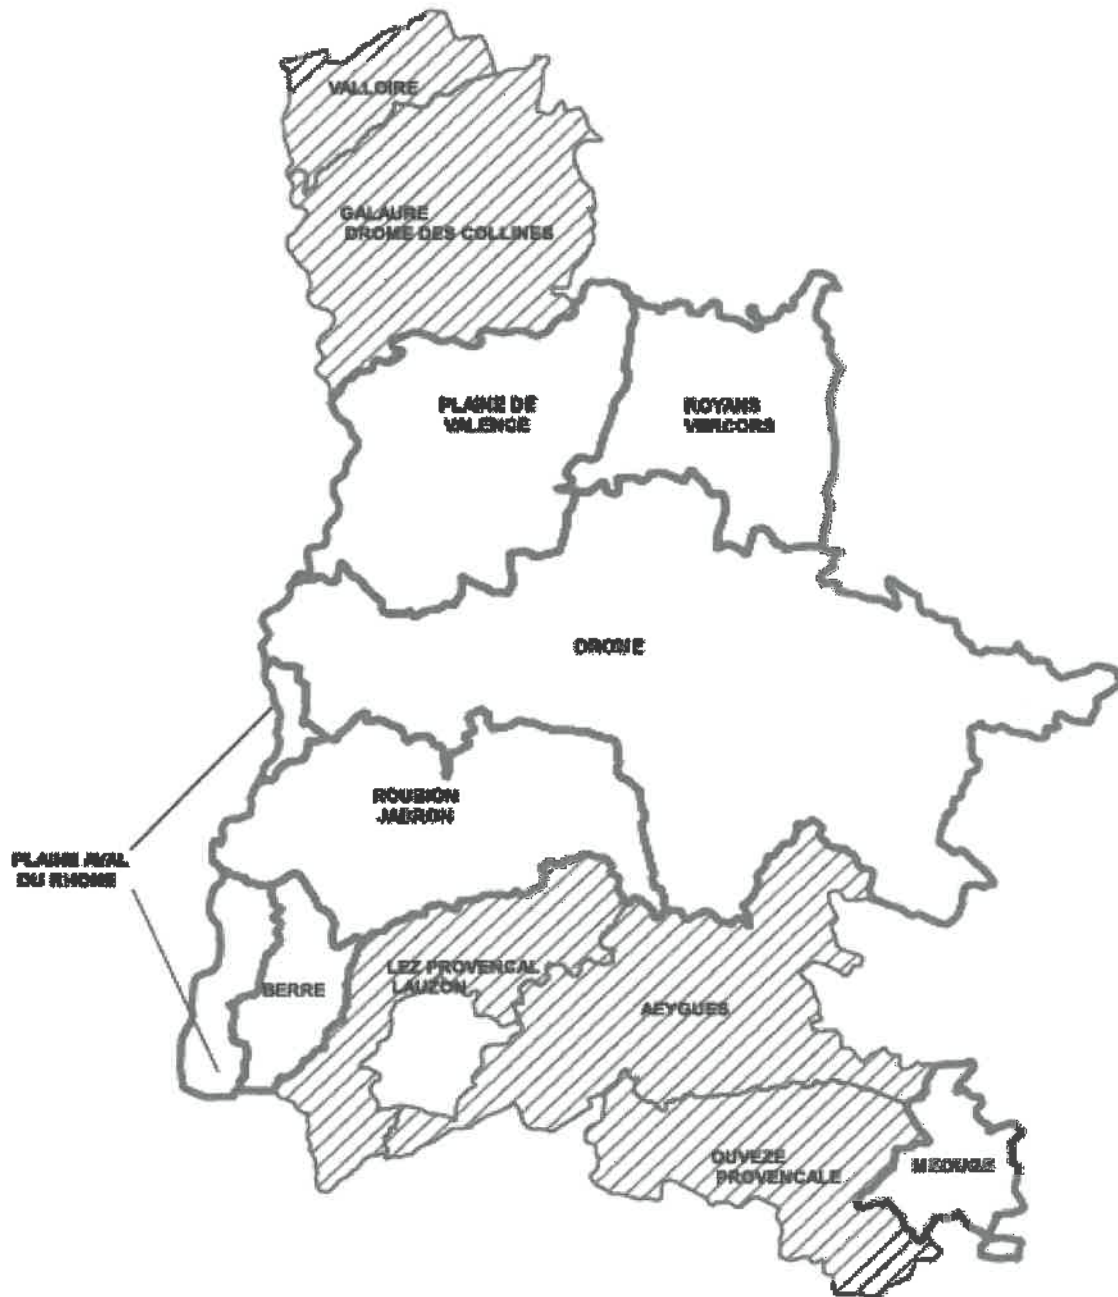 VALLOIRE
GALAURE
DROME DES COLLINES
PLAINE DE
VALENCE
ROYANS
VERCORS
DROME
ROUBION
JABRON
PLAINE AVAL
DU RHONE
LEZ PROVENCAL
LAUZON
BERRE
AEYGUES
OUVEZE
PROVENCALE
MEOUGE